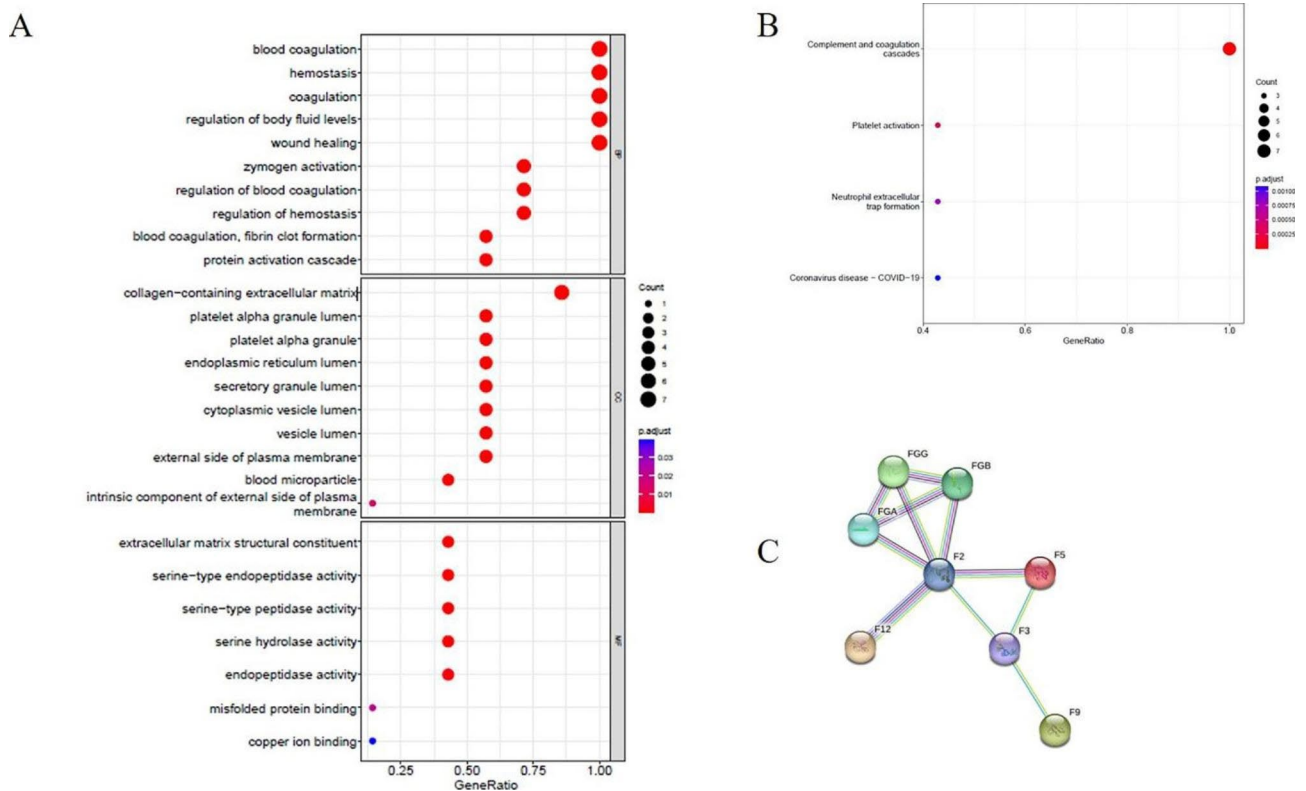 A
blood coagulation
hemostasis
coagulation
regulation of body fluid levels
wound healing
zymogen activation
regulation of blood coagulation
regulation of hemostasis
blood coagulation, fibrin clot formation
protein activation cascade
BP
collagen-containing extracellular matrix
platelet alpha granule lumen
platelet alpha granule
endoplasmic reticulum lumen
secretory granule lumen
cytoplasmic vesicle lumen
vesicle lumen
external side of plasma membrane
blood microparticle
intrinsic component of external side of plasma
membrane
CC
extracellular matrix structural constituent
serine-type endopeptidase activity
serine-type peptidase activity
serine hydrolase activity
endopeptidase activity
misfolded protein binding
copper ion binding
MF
0.25 0.50 0.75 1.00
GeneRatio
Count
1
2
3
4
5
6
7
p.adjust
0.03
0.02
0.01
B
Complement and coagulation
cascades
Platelet activation
Neutrophil extracellular
trap formation
Coronavirus disease - COVID-19
0.4 0.6 0.8 1.0
GeneRatio
Count
3
4
5
6
7
p.adjust
0.00100
0.00075
0.00050
0.00025
C
FGG
FGB
FGA
F2
F5
F12
F3
F9